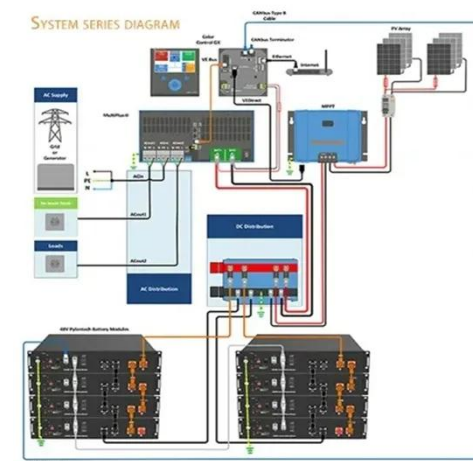 SYSTEM SERIES DIAGRAM
CANbus Type B
Cable
Color
Control GX
CANbus Terminator
PV Array
VE Bus
Ethernet
Internet
AC Supply
VEDirect
MPPT
MultiPlus-II
Grid
or
Generator
L
PE
N
ACin
ACout1
Loads
ACout2
DC Distribution
AC Distribution
48V Pylontech Battery Modules